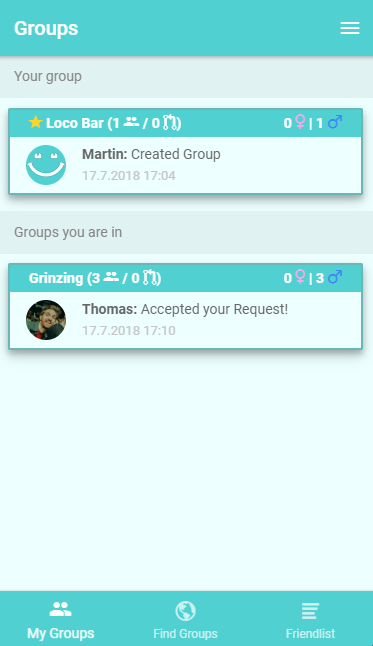 Groups
Your group
Loco Bar (1 / 0 )
0 ♀ | 1 ♂
Martin: Created Group
17.7.2018 17:04
Groups you are in
Grinzing (3 / 0 )
0 ♀ | 3 ♂
Thomas: Accepted your Request!
17.7.2018 17:10
My Groups
Find Groups
Friendlist